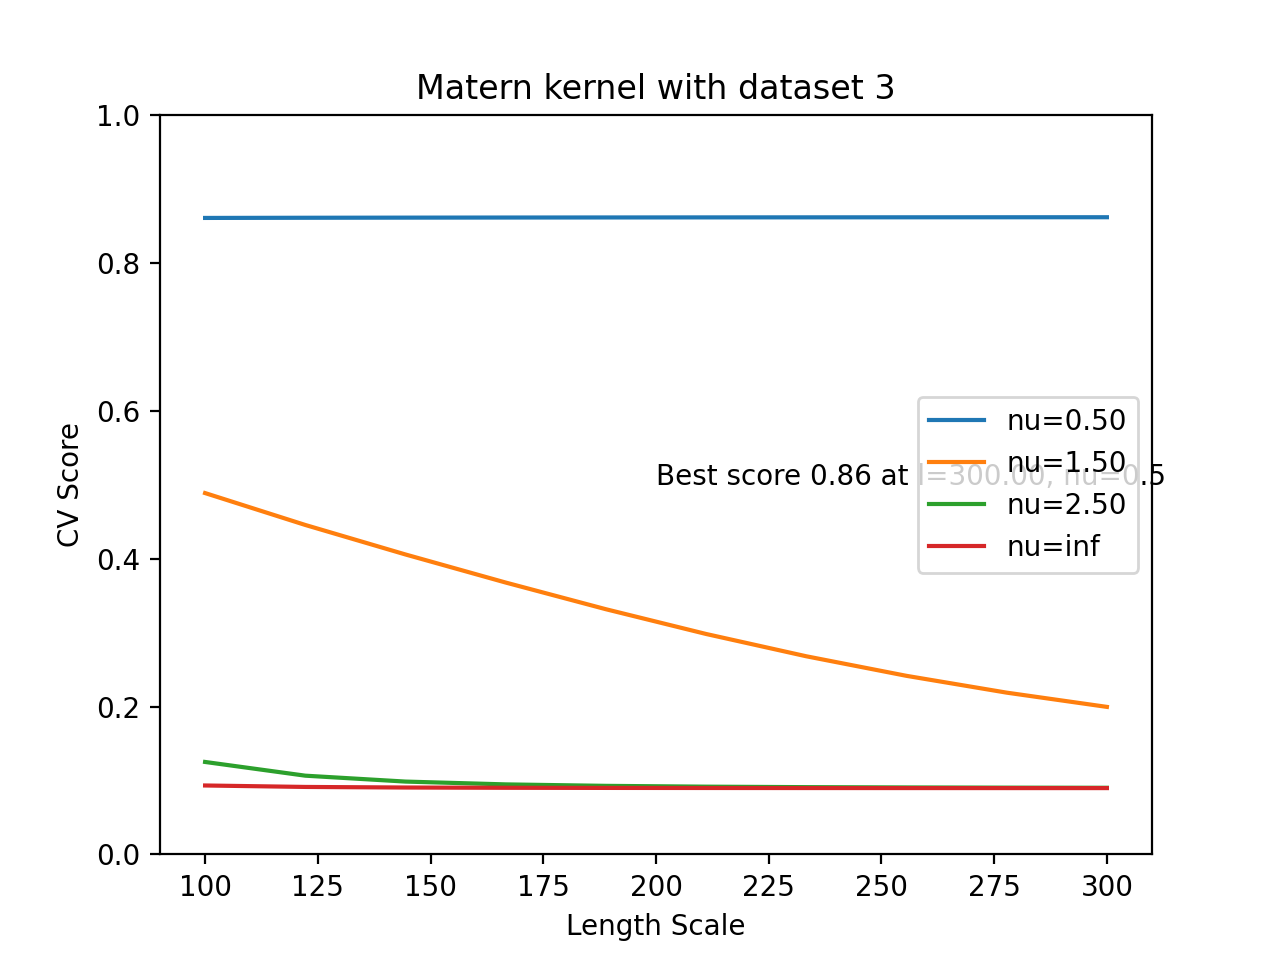 Matern kernel with dataset 3
CV Score
1.0
0.8
0.6
0.4
0.2
0.0
nu=0.50
nu=1.50
Best score 0.86 at l=300.00, nu=0.5
nu=2.50
nu=inf
100 125 150 175 200 225 250 275 300
Length Scale